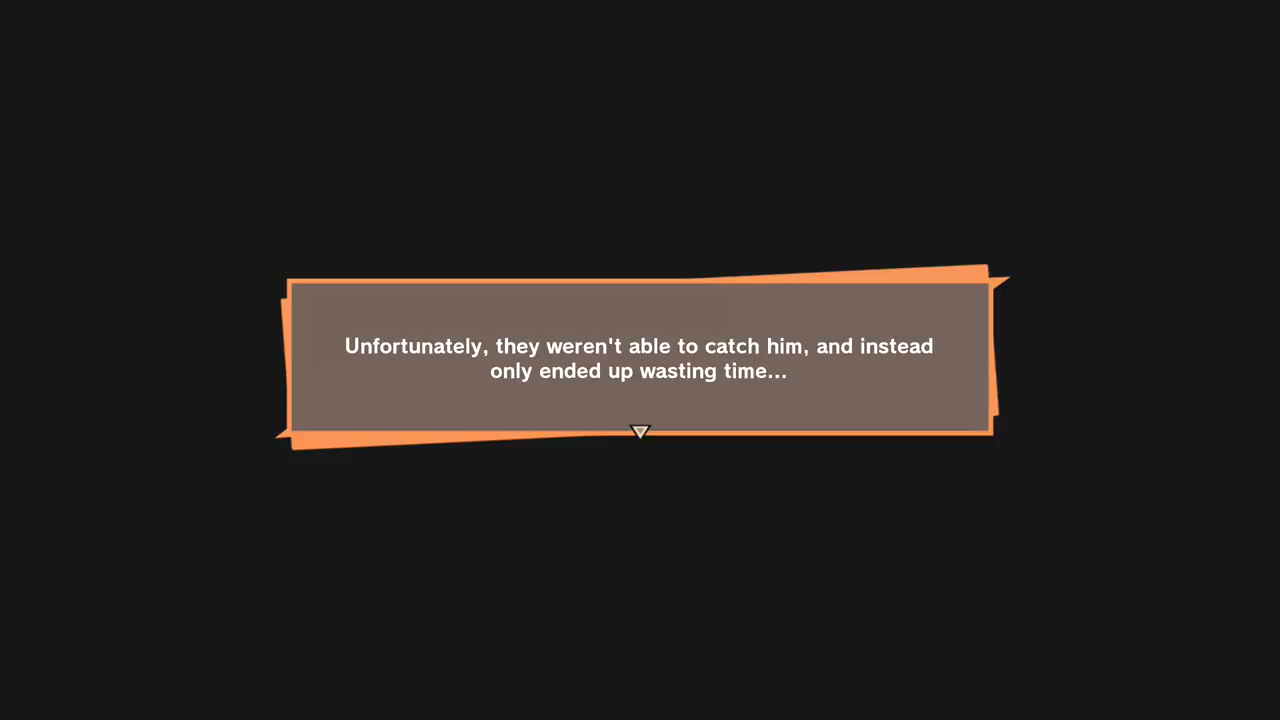 Unfortunately, they weren't able to catch him, and instead
only ended up wasting time...